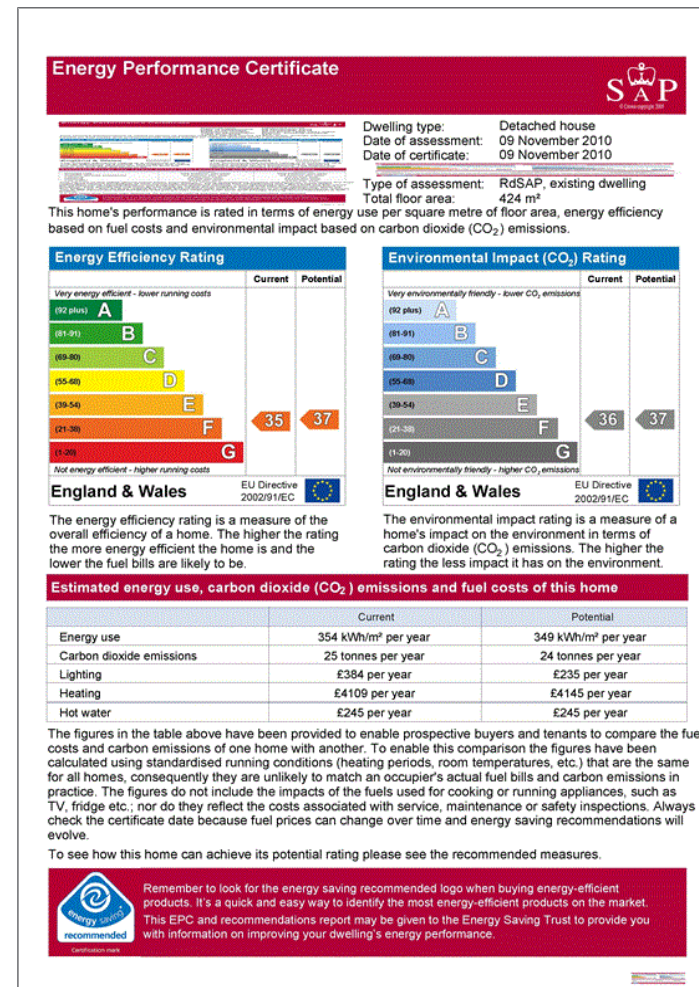 Energy Performance Certificate
SAP
© Crown copyright 2005
Dwelling type: Detached house
Date of assessment: 09 November 2010
Date of certificate: 09 November 2010
Type of assessment: RdSAP, existing dwelling
Total floor area: 424 m²
This home's performance is rated in terms of energy use per square metre of floor area, energy efficiency
based on fuel costs and environmental impact based on carbon dioxide (CO₂) emissions.
Energy Efficiency Rating
Current Potential
Very energy efficient - lower running costs
(92 plus) A
(81-91) B
(69-80) C
(55-68) D
(39-54) E
(21-38) F 35 37
(1-20) G
Not energy efficient - higher running costs
England & Wales
EU Directive
2002/91/EC
The energy efficiency rating is a measure of the
overall efficiency of a home. The higher the rating
the more energy efficient the home is and the
lower the fuel bills are likely to be.
Environmental Impact (CO₂) Rating
Current Potential
Very environmentally friendly - lower CO₂ emissions
(92 plus) A
(81-91) B
(69-80) C
(55-68) D
(39-54) E
(21-38) F 36 37
(1-20) G
Not environmentally friendly - higher CO₂ emissions
England & Wales
EU Directive
2002/91/EC
The environmental impact rating is a measure of a
home's impact on the environment in terms of
carbon dioxide (CO₂ ) emissions. The higher the
rating the less impact it has on the environment.
Estimated energy use, carbon dioxide (CO₂ ) emissions and fuel costs of this home
Current Potential
Energy use 354 kWh/m² per year 349 kWh/m² per year
Carbon dioxide emissions 25 tonnes per year 24 tonnes per year
Lighting £384 per year £235 per year
Heating £4109 per year £4145 per year
Hot water £245 per year £245 per year
The figures in the table above have been provided to enable prospective buyers and tenants to compare the fue
costs and carbon emissions of one home with another. To enable this comparison the figures have been
calculated using standardised running conditions (heating periods, room temperatures, etc.) that are the same
for all homes, consequently they are unlikely to match an occupier's actual fuel bills and carbon emissions in
practice. The figures do not include the impacts of the fuels used for cooking or running appliances, such as
TV, fridge etc.; nor do they reflect the costs associated with service, maintenance or safety inspections. Always
check the certificate date because fuel prices can change over time and energy saving recommendations will
evolve.
To see how this home can achieve its potential rating please see the recommended measures.
energy saving
recommended
Certification mark
Remember to look for the energy saving recommended logo when buying energy-efficient
products. It's a quick and easy way to identify the most energy-efficient products on the market.
This EPC and recommendations report may be given to the Energy Saving Trust to provide you
with information on improving your dwelling's energy performance.